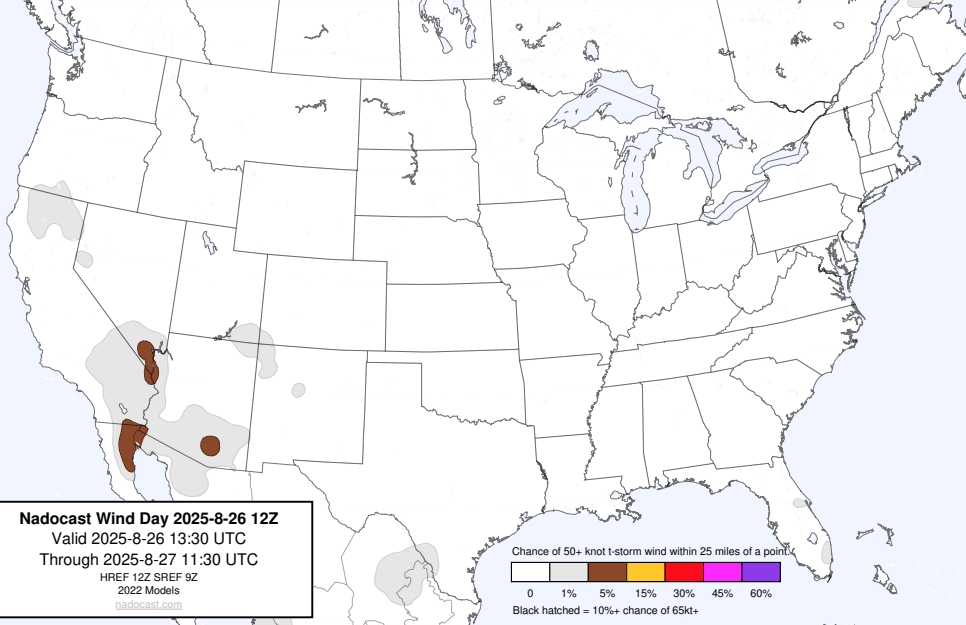 Nadocast Wind Day 2025-8-26 12Z
Valid 2025-8-26 13:30 UTC
Through 2025-8-27 11:30 UTC
HREF 12Z SREF 9Z
2022 Models
nadocast.com
Chance of 50+ knot t-storm wind within 25 miles of a point.
0 1% 5% 15% 30% 45% 60%
Black hatched = 10%+ chance of 65kt+